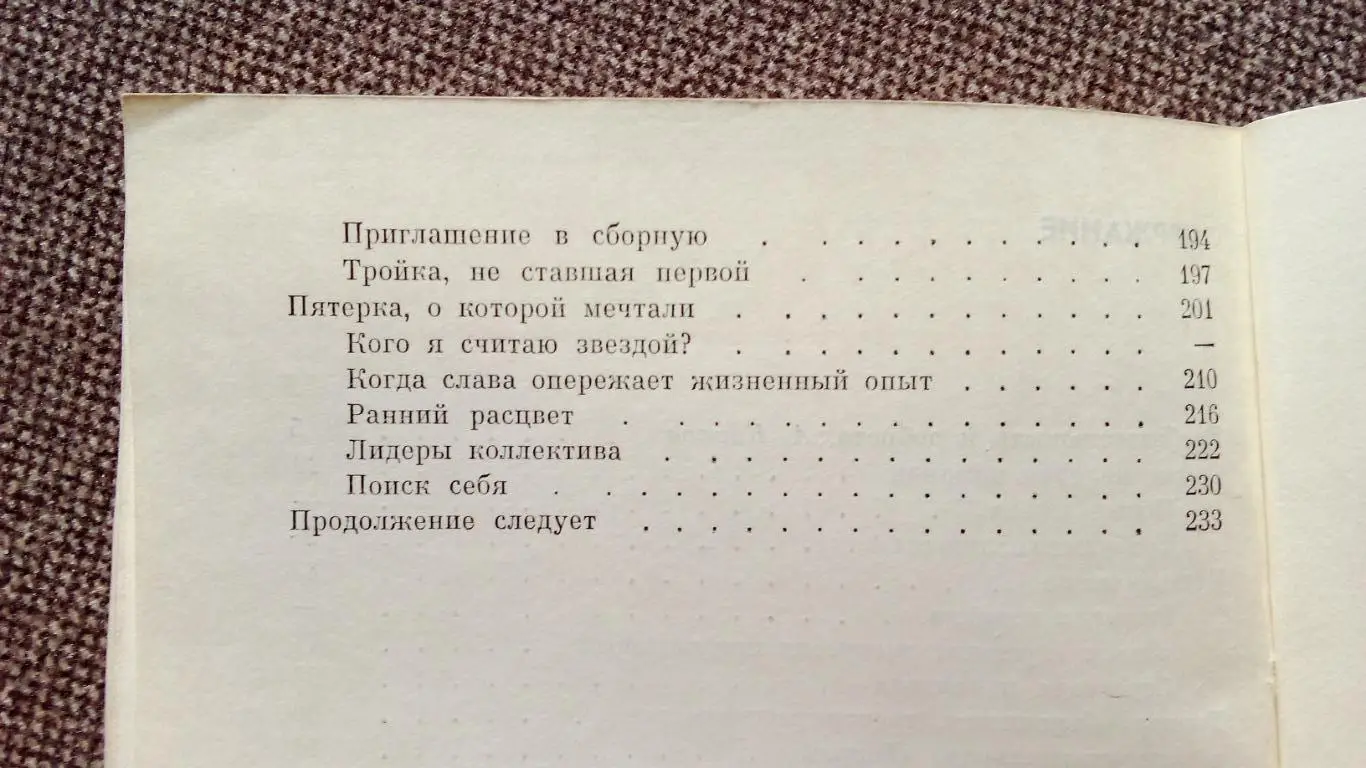 Приглашение в сборную . . . . . . . . . . 194
Тройка, не ставшая первой . . . . . . . . . 197
Пятерка, о которой мечтали . . . . . . . . . . 201
Кого я считаю звездой? . . . . . . . . . . —
Когда слава опережает жизненный опыт . . . . . 210
Ранний расцвет . . . . . . . . . . . . 216
Лидеры коллектива . . . . . . . . . . . 222
Поиск себя . . . . . . . . . . . . . 230
Продолжение следует . . . . . . . . . . . . 233